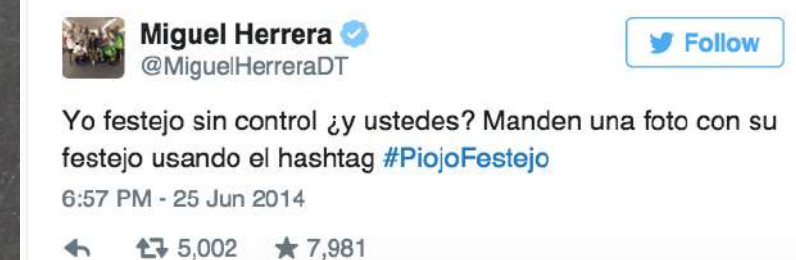 Miguel Herrera
@MiguelHerreraDT
Follow
Yo festejo sin control ¿y ustedes? Manden una foto con su
festejo usando el hashtag #PiojoFestejo
6:57 PM - 25 Jun 2014
5,002 7,981